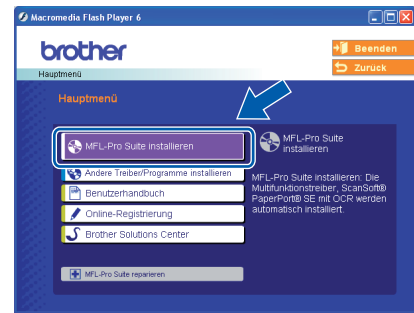 Macromedia Flash Player 6
brother
Beenden
Zurück
Hauptmenü
Hauptmenü
MFL-Pro Suite installieren
Andere Treiber/Programme installieren
Benutzerhandbuch
Online-Registrierung
Brother Solutions Center
MFL-Pro Suite reparieren
MFL-Pro Suite
installieren
MFL-Pro Suite installieren: Die
Multifunktionstreiber, ScanSoft®
PaperPort® SE mit OCR werden
automatisch installiert.